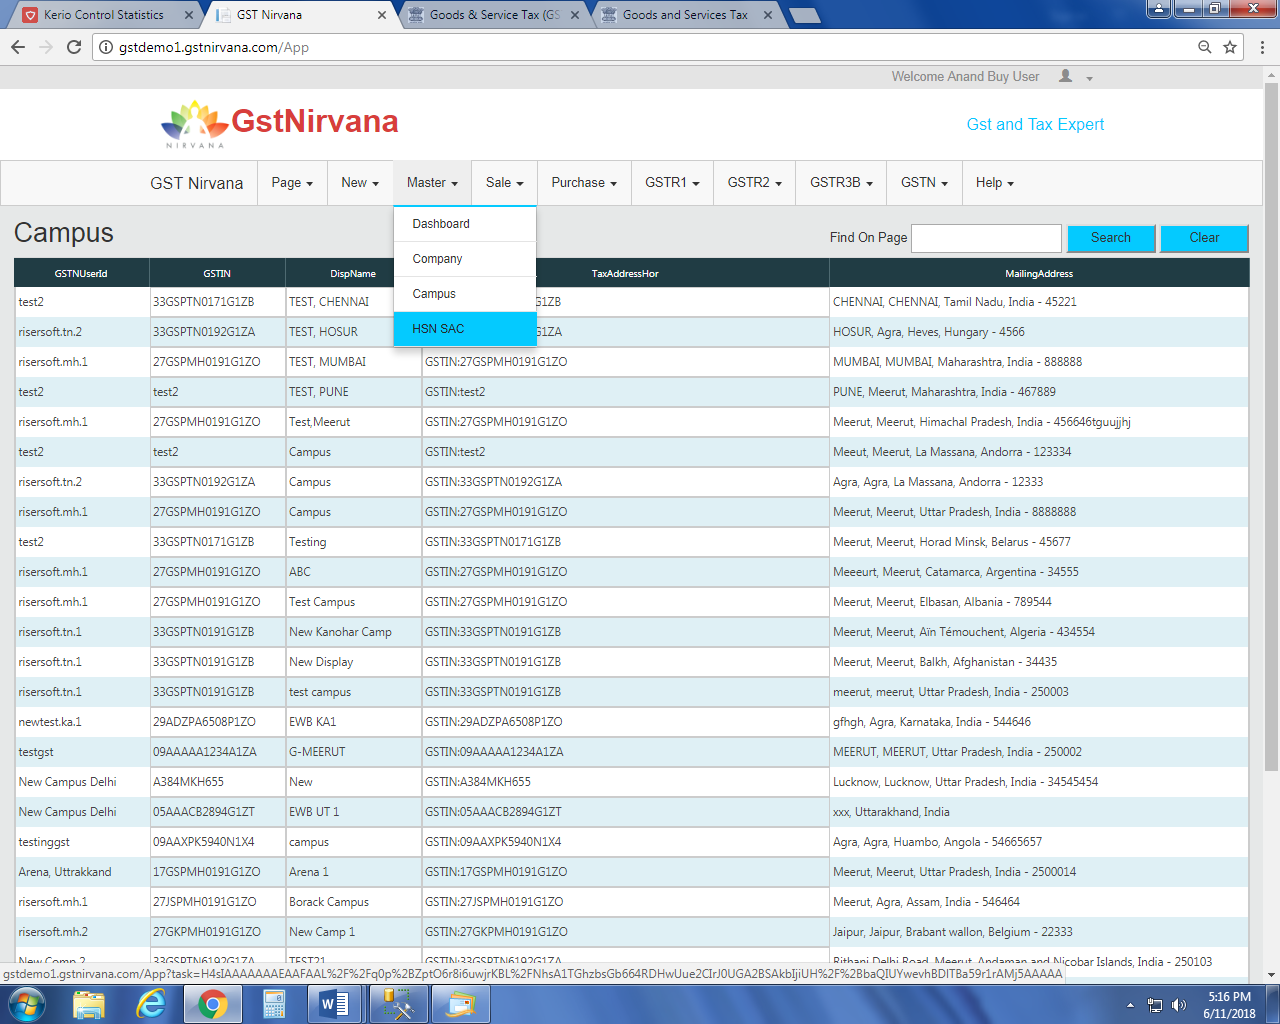 Kerio Control Statistics
GST Nirvana
Goods & Service Tax (GS
Goods and Services Tax
gstdemo1.gstnirvana.com/App
Welcome Anand Buy User
GstNirvana
NIRVANA
Gst and Tax Expert
GST Nirvana Page New Master Sale Purchase GSTR1 GSTR2 GSTR3B GSTN Help
Dashboard
Company
Campus
HSN SAC
Campus
Find On Page Search Clear
GSTNUserId GSTIN DispName TaxAddressHor MailingAddress
test2 33GSPTN0171G1ZB TEST, CHENNAI G1ZB CHENNAI, CHENNAI, Tamil Nadu, India - 45221
risersoft.tn.2 33GSPTN0192G1ZA TEST, HOSUR G1ZA HOSUR, Agra, Heves, Hungary - 4566
risersoft.mh.1 27GSPMH0191G1ZO TEST, MUMBAI GSTIN:27GSPMH0191G1ZO MUMBAI, MUMBAI, Maharashtra, India - 888888
test2 test2 TEST, PUNE GSTIN:test2 PUNE, Meerut, Maharashtra, India - 467889
risersoft.mh.1 27GSPMH0191G1ZO Test,Meerut GSTIN:27GSPMH0191G1ZO Meerut, Meerut, Himachal Pradesh, India - 456646tguujjhj
test2 test2 Campus GSTIN:test2 Meeut, Meerut, La Massana, Andorra - 123334
risersoft.tn.2 33GSPTN0192G1ZA Campus GSTIN:33GSPTN0192G1ZA Agra, Agra, La Massana, Andorra - 12333
risersoft.mh.1 27GSPMH0191G1ZO Campus GSTIN:27GSPMH0191G1ZO Meerut, Meerut, Uttar Pradesh, India - 8888888
test2 33GSPTN0171G1ZB Testing GSTIN:33GSPTN0171G1ZB Meerut, Meerut, Horad Minsk, Belarus - 45677
risersoft.mh.1 27GSPMH0191G1ZO ABC GSTIN:27GSPMH0191G1ZO Meeeurt, Meerut, Catamarca, Argentina - 34555
risersoft.mh.1 27GSPMH0191G1ZO Test Campus GSTIN:27GSPMH0191G1ZO Meerut, Meerut, Elbasan, Albania - 789544
risersoft.tn.1 33GSPTN0191G1ZB New Kanohar Camp GSTIN:33GSPTN0191G1ZB Meerut, Meerut, Aïn Témouchent, Algeria - 434554
risersoft.tn.1 33GSPTN0191G1ZB New Display GSTIN:33GSPTN0191G1ZB Meerut, Meerut, Balkh, Afghanistan - 34435
risersoft.tn.1 33GSPTN0191G1ZB test campus GSTIN:33GSPTN0191G1ZB meerut, meerut, Uttar Pradesh, India - 250003
newtest.ka.1 29ADZPA6508P1ZO EWB KA1 GSTIN:29ADZPA6508P1ZO gfhgh, Agra, Karnataka, India - 544646
testgst 09AAAAA1234A1ZA G-MEERUT GSTIN:09AAAAA1234A1ZA MEERUT, MEERUT, Uttar Pradesh, India - 250002
New Campus Delhi A384MKH655 New GSTIN:A384MKH655 Lucknow, Lucknow, Uttar Pradesh, India - 34545454
New Campus Delhi 05AAACB2894G1ZT EWB UT 1 GSTIN:05AAACB2894G1ZT xxx, Uttarakhand, India
testinggst 09AAXPK5940N1X4 campus GSTIN:09AAXPK5940N1X4 Agra, Agra, Huambo, Angola - 54665657
Arena, Uttrakkand 17GSPMH0191G1ZO Arena 1 GSTIN:17GSPMH0191G1ZO Meerut, Meerut, Uttar Pradesh, India - 2500014
risersoft.mh.1 27JSPMH0191G1ZO Borack Campus GSTIN:27JSPMH0191G1ZO Meerut, Agra, Assam, India - 546464
risersoft.mh.2 27GKPMH0191G1ZO New Camp 1 GSTIN:27GKPMH0191G1ZO Jaipur, Jaipur, Brabant wallon, Belgium - 22333
New Comp 2 33GSPTN6192G1ZA TEST21 GSTIN:33GSPTN6192G1ZA Rithani Delhi Road, Meerut, Andaman and Nicobar Islands, India - 250103
gstdemo1.gstnirvana.com/App?task=H4sIAAAAAAAEAAFAAL%2F%2Fq0p%2BZptO6r8i6uwjrKBL%2FNhsA1TGhzbsGb664RDHwUue2CIrJ0UGA2BSAkbIjiUH%2F%2BbaQIUYwevhBDlTBa59r1rAMj5AAAAA
5:16 PM
6/11/2018